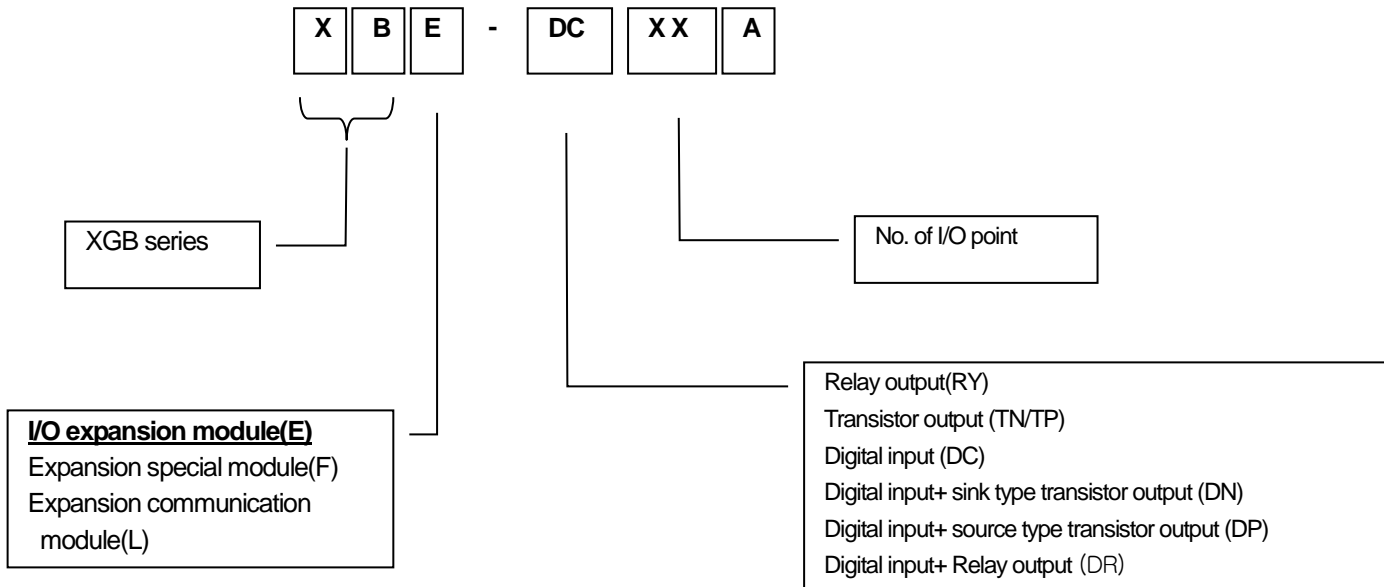 X B E - DC X X A
XGB series
No. of I/O point
I/O expansion module(E)
Expansion special module(F)
Expansion communication
module(L)
Relay output(RY)
Transistor output (TN/TP)
Digital input (DC)
Digital input+ sink type transistor output (DN)
Digital input+ source type transistor output (DP)
Digital input+ Relay output (DR)